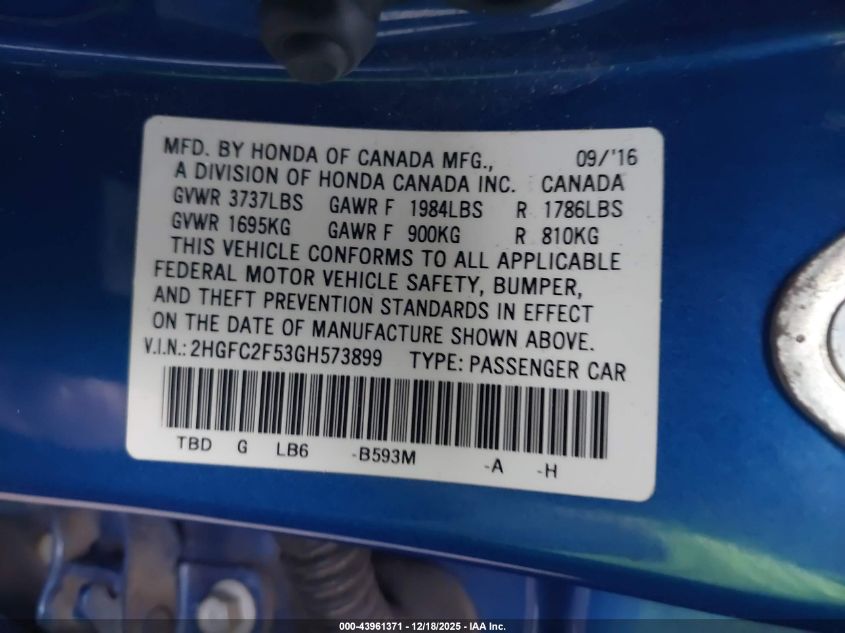 MFD. BY HONDA OF CANADA MFG., 09/'16
A DIVISION OF HONDA CANADA INC. CANADA
GVWR 3737LBS GAWR F 1984LBS R 1786LBS
GVWR 1695KG GAWR F 900KG R 810KG
THIS VEHICLE CONFORMS TO ALL APPLICABLE
FEDERAL MOTOR VEHICLE SAFETY, BUMPER,
AND THEFT PREVENTION STANDARDS IN EFFECT
ON THE DATE OF MANUFACTURE SHOWN ABOVE.
V.I.N.: 2HGFC2F53GH573899 TYPE: PASSENGER CAR
TBD G LB6 -B593M -A -H
000-43961371 | 12/18/2025 - IAA Inc.